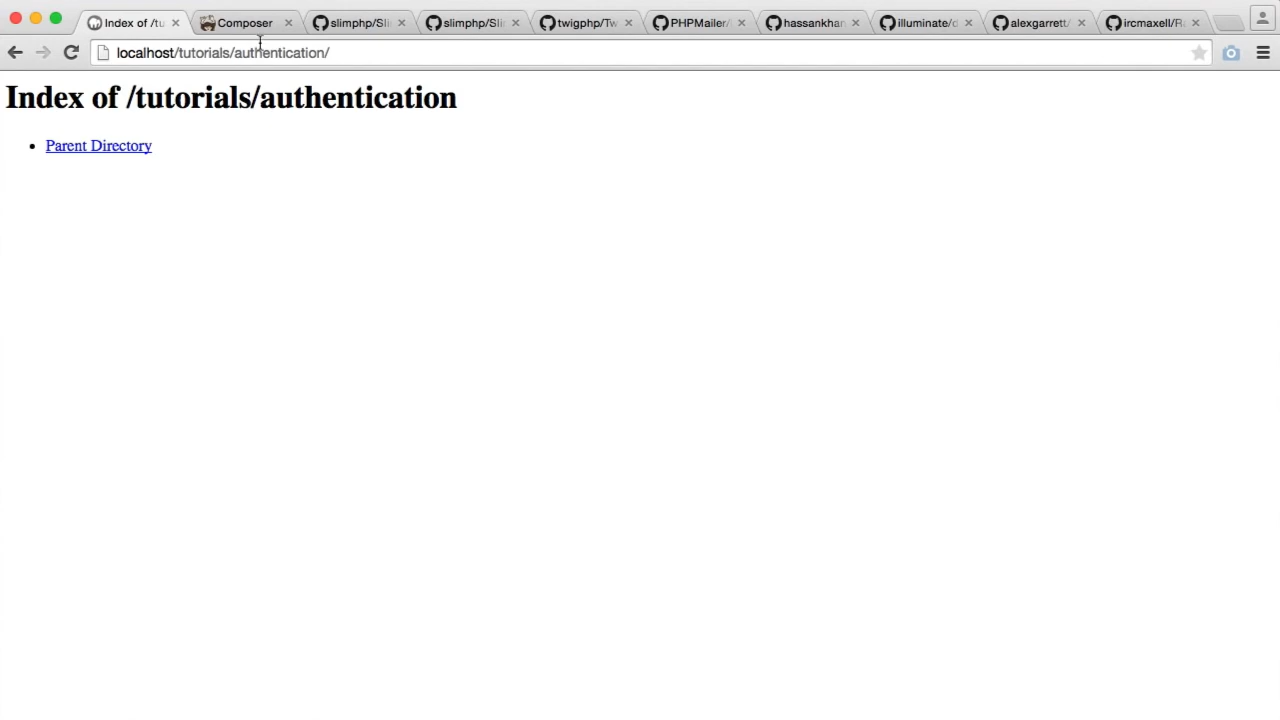 Index of /tu
Composer
slimphp/Sli
slimphp/Sli
twigphp/Tw
PHPMailer/
hassankhan
illuminate/d
alexgarrett/
ircmaxell/Ra
localhost/tutorials/authentication/
Index of /tutorials/authentication
Parent Directory